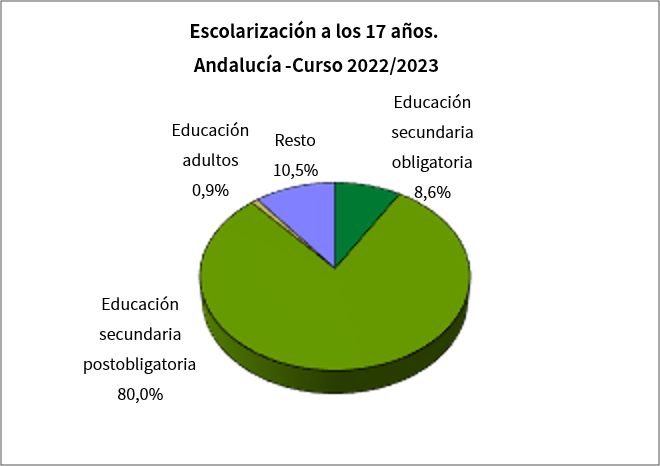 Escolarización a los 17 años.
Andalucía -Curso 2022/2023
Educación
secundaria
obligatoria
8,6%
Educación
adultos
0,9%
Resto
10,5%
Educación
secundaria
postobligatoria
80,0%